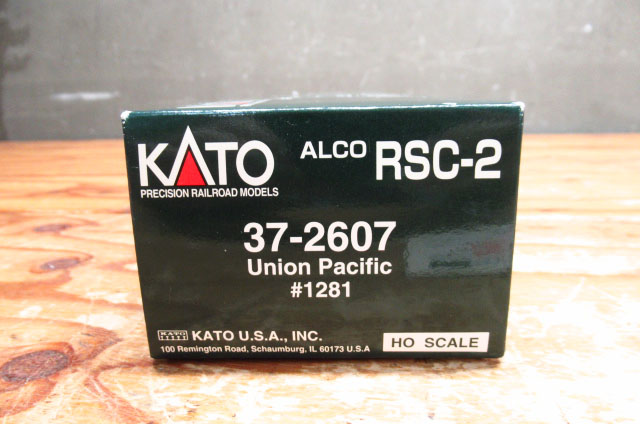 KATO
PRECISION RAILROAD MODELS
ALCO RSC-2
37-2607
Union Pacific
#1281
KATO KATO U.S.A., INC.
100 Remington Road, Schaumburg, IL 60173 U.S.A
HO SCALE